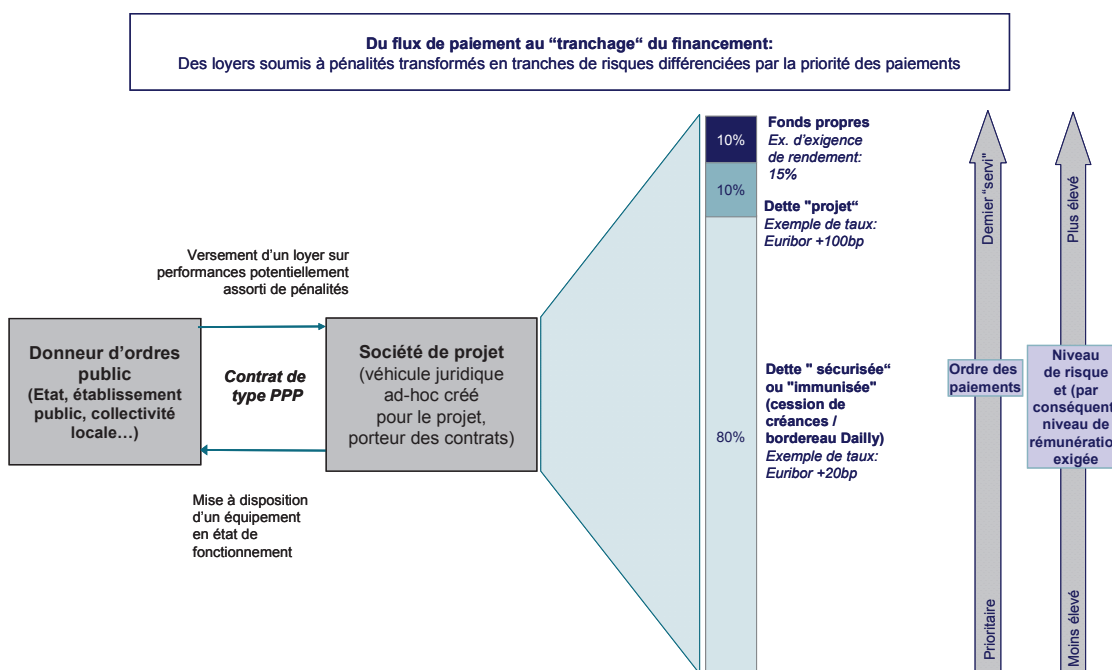 Du flux de paiement au “tranchage“ du financement:
Des loyers soumis à pénalités transformés en tranches de risques différenciées par la priorité des paiements
Versement d’un loyer sur
performances potentiellement
assorti de pénalités
Donneur d’ordres
public
(Etat, établissement
public, collectivité
locale…)
Contrat de
type PPP
Société de projet
(véhicule juridique
ad-hoc créé
pour le projet,
porteur des contrats)
Mise à disposition
d’un équipement
en état de
fonctionnement
10%
10%
80%
Fonds propres
Ex. d’exigence
de rendement:
15%
Dette "projet“
Exemple de taux:
Euribor +100bp
Dette " sécurisée“
ou "immunisée"
(cession de
créances /
bordereau Dailly)
Exemple de taux:
Euribor +20bp
Dernier “servi"
Ordre des
paiements
Prioritaire
Plus élevé
Niveau
de risque
et (par
conséquent
niveau de
rémunératio
exigée
Moins élevé